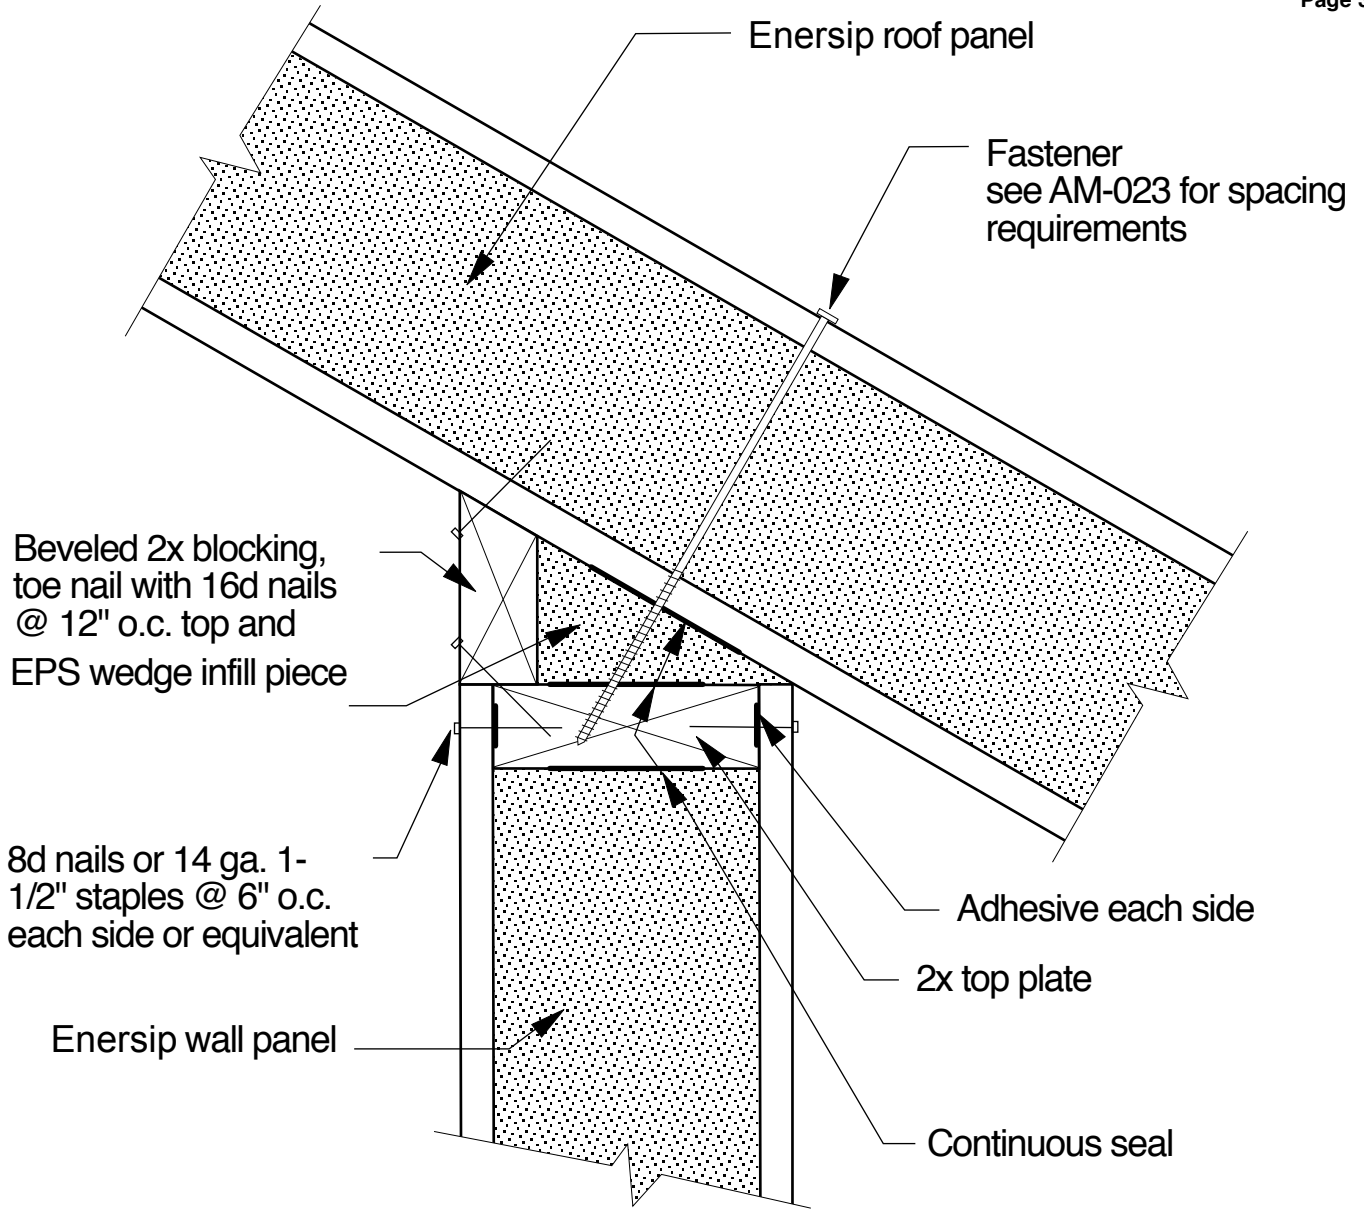 Page
Enersip roof panel
Fastener
see AM-023 for spacing
requirements
Beveled 2x blocking,
toe nail with 16d nails
@ 12" o.c. top and
EPS wedge infill piece
8d nails or 14 ga. 1-
1/2" staples @ 6" o.c.
each side or equivalent
Adhesive each side
2x top plate
Enersip wall panel
Continuous seal